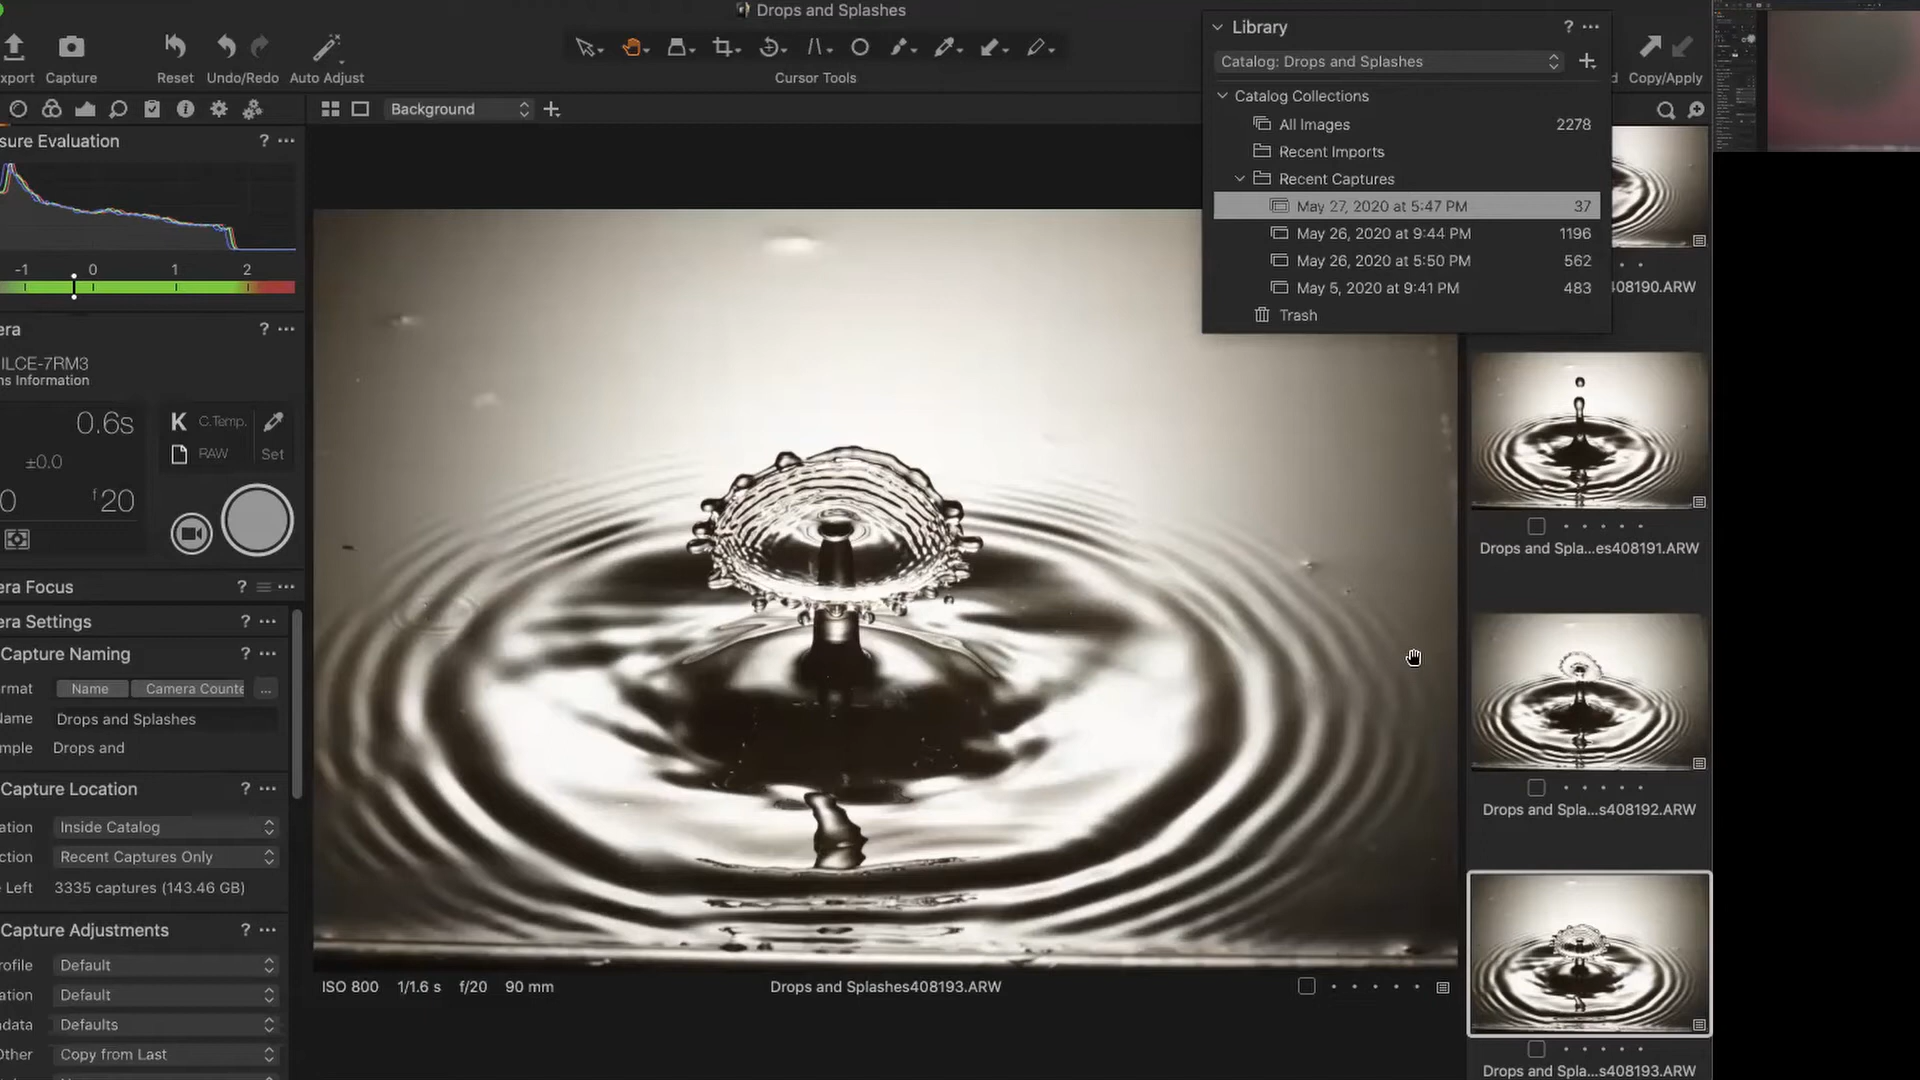 Drops and Splashes
xport
Capture
Reset
Undo/Redo
Auto Adjust
Cursor Tools
Copy/Apply
Background
sure Evaluation ?
-1 0 1 2
era ?
ILCE-7RM3
ns Information
0.6s
K C.Temp.
±0.0
RAW Set
0 f20
era Focus ?
era Settings ?
Capture Naming ?
rmat Name Camera Counte ...
Name Drops and Splashes
mple Drops and
Capture Location ?
ation Inside Catalog
ction Recent Captures Only
e Left 3335 captures (143.46 GB)
Capture Adjustments ?
rofile Default
ation Default
adata Defaults
Other Copy from Last
Library ?
Catalog: Drops and Splashes
Catalog Collections
All Images 2278
Recent Imports
Recent Captures
May 27, 2020 at 5:47 PM 37
May 26, 2020 at 9:44 PM 1196
May 26, 2020 at 5:50 PM 562
May 5, 2020 at 9:41 PM 483
Trash
ISO 800 1/1.6 s f/20 90 mm
Drops and Splashes408193.ARW
408190.ARW
Drops and Spla...es408191.ARW
Drops and Spla...s408192.ARW
Drops and Spla...s408193.ARW